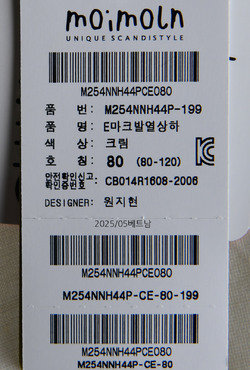 moimoln
UNIQUE SCANDISTYLE
M254NNH44PCE080
품 번: M254NNH44P-199
품 명: E마크발열상하
색 상: 크림
호 칭: 80 (80-120)
안전확인신고
확인증번호 : CB014R1608-2006
DESIGNER: 원지현
2025/05베트남
M254NNH44PCE080
M254NNH44P-CE-80-199
M254NNH44PCE080
M254NNH44P-CE-80